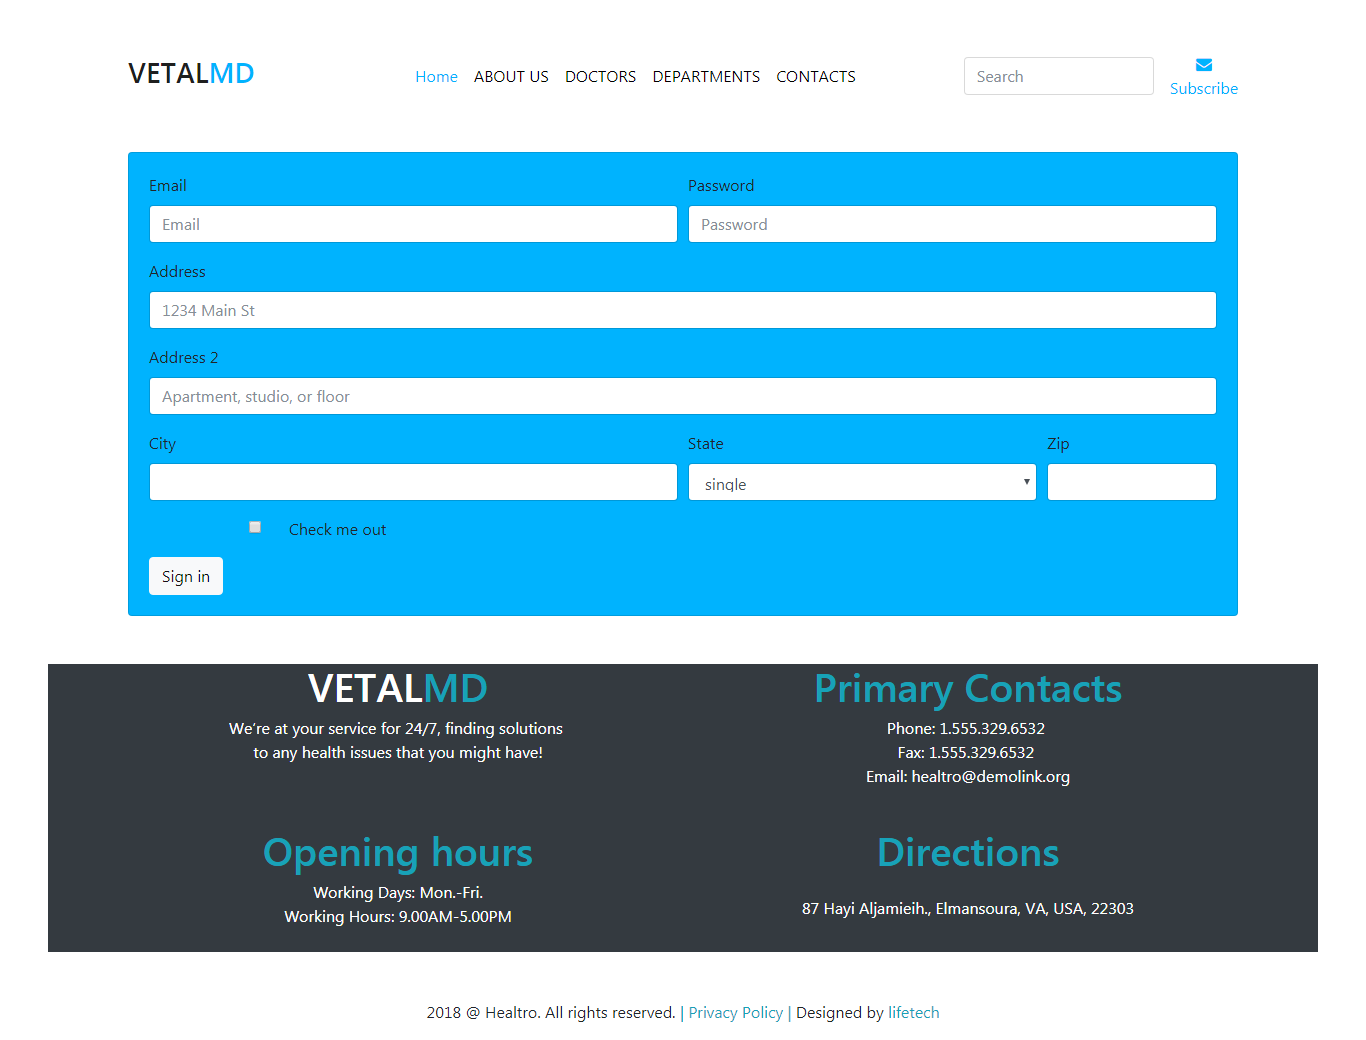 VETALMD
Home ABOUT US DOCTORS DEPARTMENTS CONTACTS
Search
Subscribe
Email Password
Email Password
Address
1234 Main St
Address 2
Apartment, studio, or floor
City State Zip
single
Check me out
Sign in
VETALMD
We're at your service for 24/7, finding solutions
to any health issues that you might have!
Primary Contacts
Phone: 1.555.329.6532
Fax: 1.555.329.6532
Email: healtro@demolink.org
Opening hours
Working Days: Mon.-Fri.
Working Hours: 9.00AM-5.00PM
Directions
87 Hayi Aljamieih., Elmansoura, VA, USA, 22303
2018 @ Healtro. All rights reserved. | Privacy Policy | Designed by lifetech